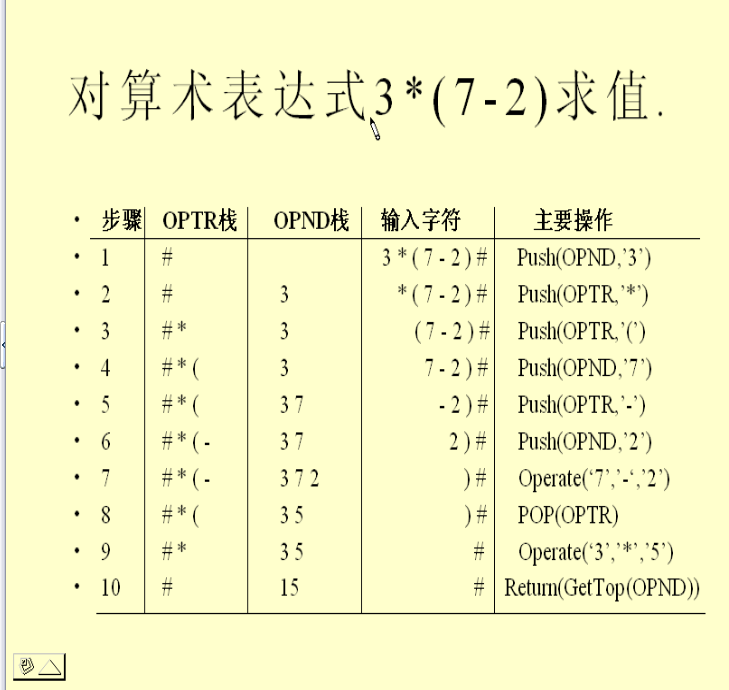 对算术表达式3*(7-2)求值.
• 步骤 OPTR栈 OPND栈 输入字符 主要操作
• 1 # 3*(7-2)# Push(OPND,’3’)
• 2 # 3 *(7-2)# Push(OPTR,’*’)
• 3 #* 3 (7-2)# Push(OPTR,’(’)
• 4 #*( 3 7-2)# Push(OPND,’7’)
• 5 #*( 3 7 -2)# Push(OPTR,’-’)
• 6 #*(- 3 7 2)# Push(OPND,’2’)
• 7 #*(- 3 7 2 )# Operate(‘7’,’-‘,’2’)
• 8 #*( 3 5 )# POP(OPTR)
• 9 #* 3 5 # Operate(‘3’,’*’,’5’)
• 10 # 15 # Return(GetTop(OPND))